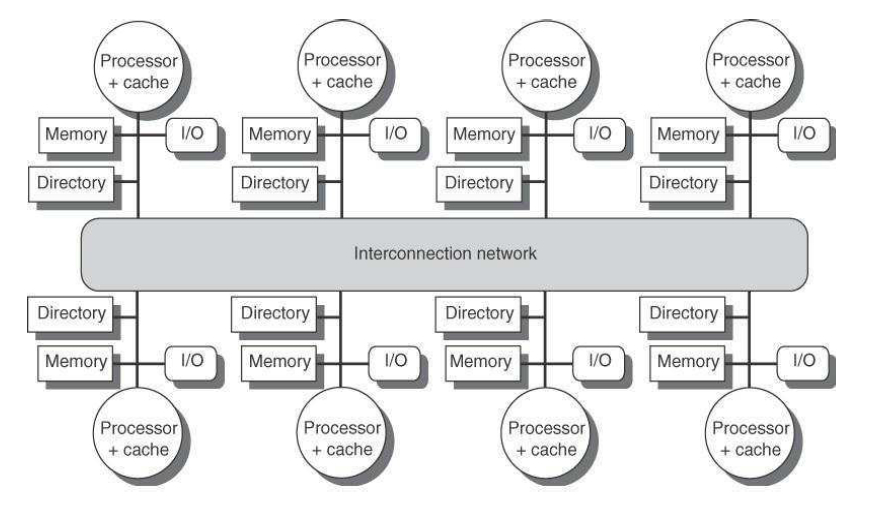 Processor
+ cache
Processor
+ cache
Processor
+ cache
Processor
+ cache
Memory
I/O
Memory
I/O
Memory
I/O
Memory
I/O
Directory
Directory
Directory
Directory
Interconnection network
Directory
Directory
Directory
Directory
Memory
I/O
Memory
I/O
Memory
I/O
Memory
I/O
Processor
+ cache
Processor
+ cache
Processor
+ cache
Processor
+ cache